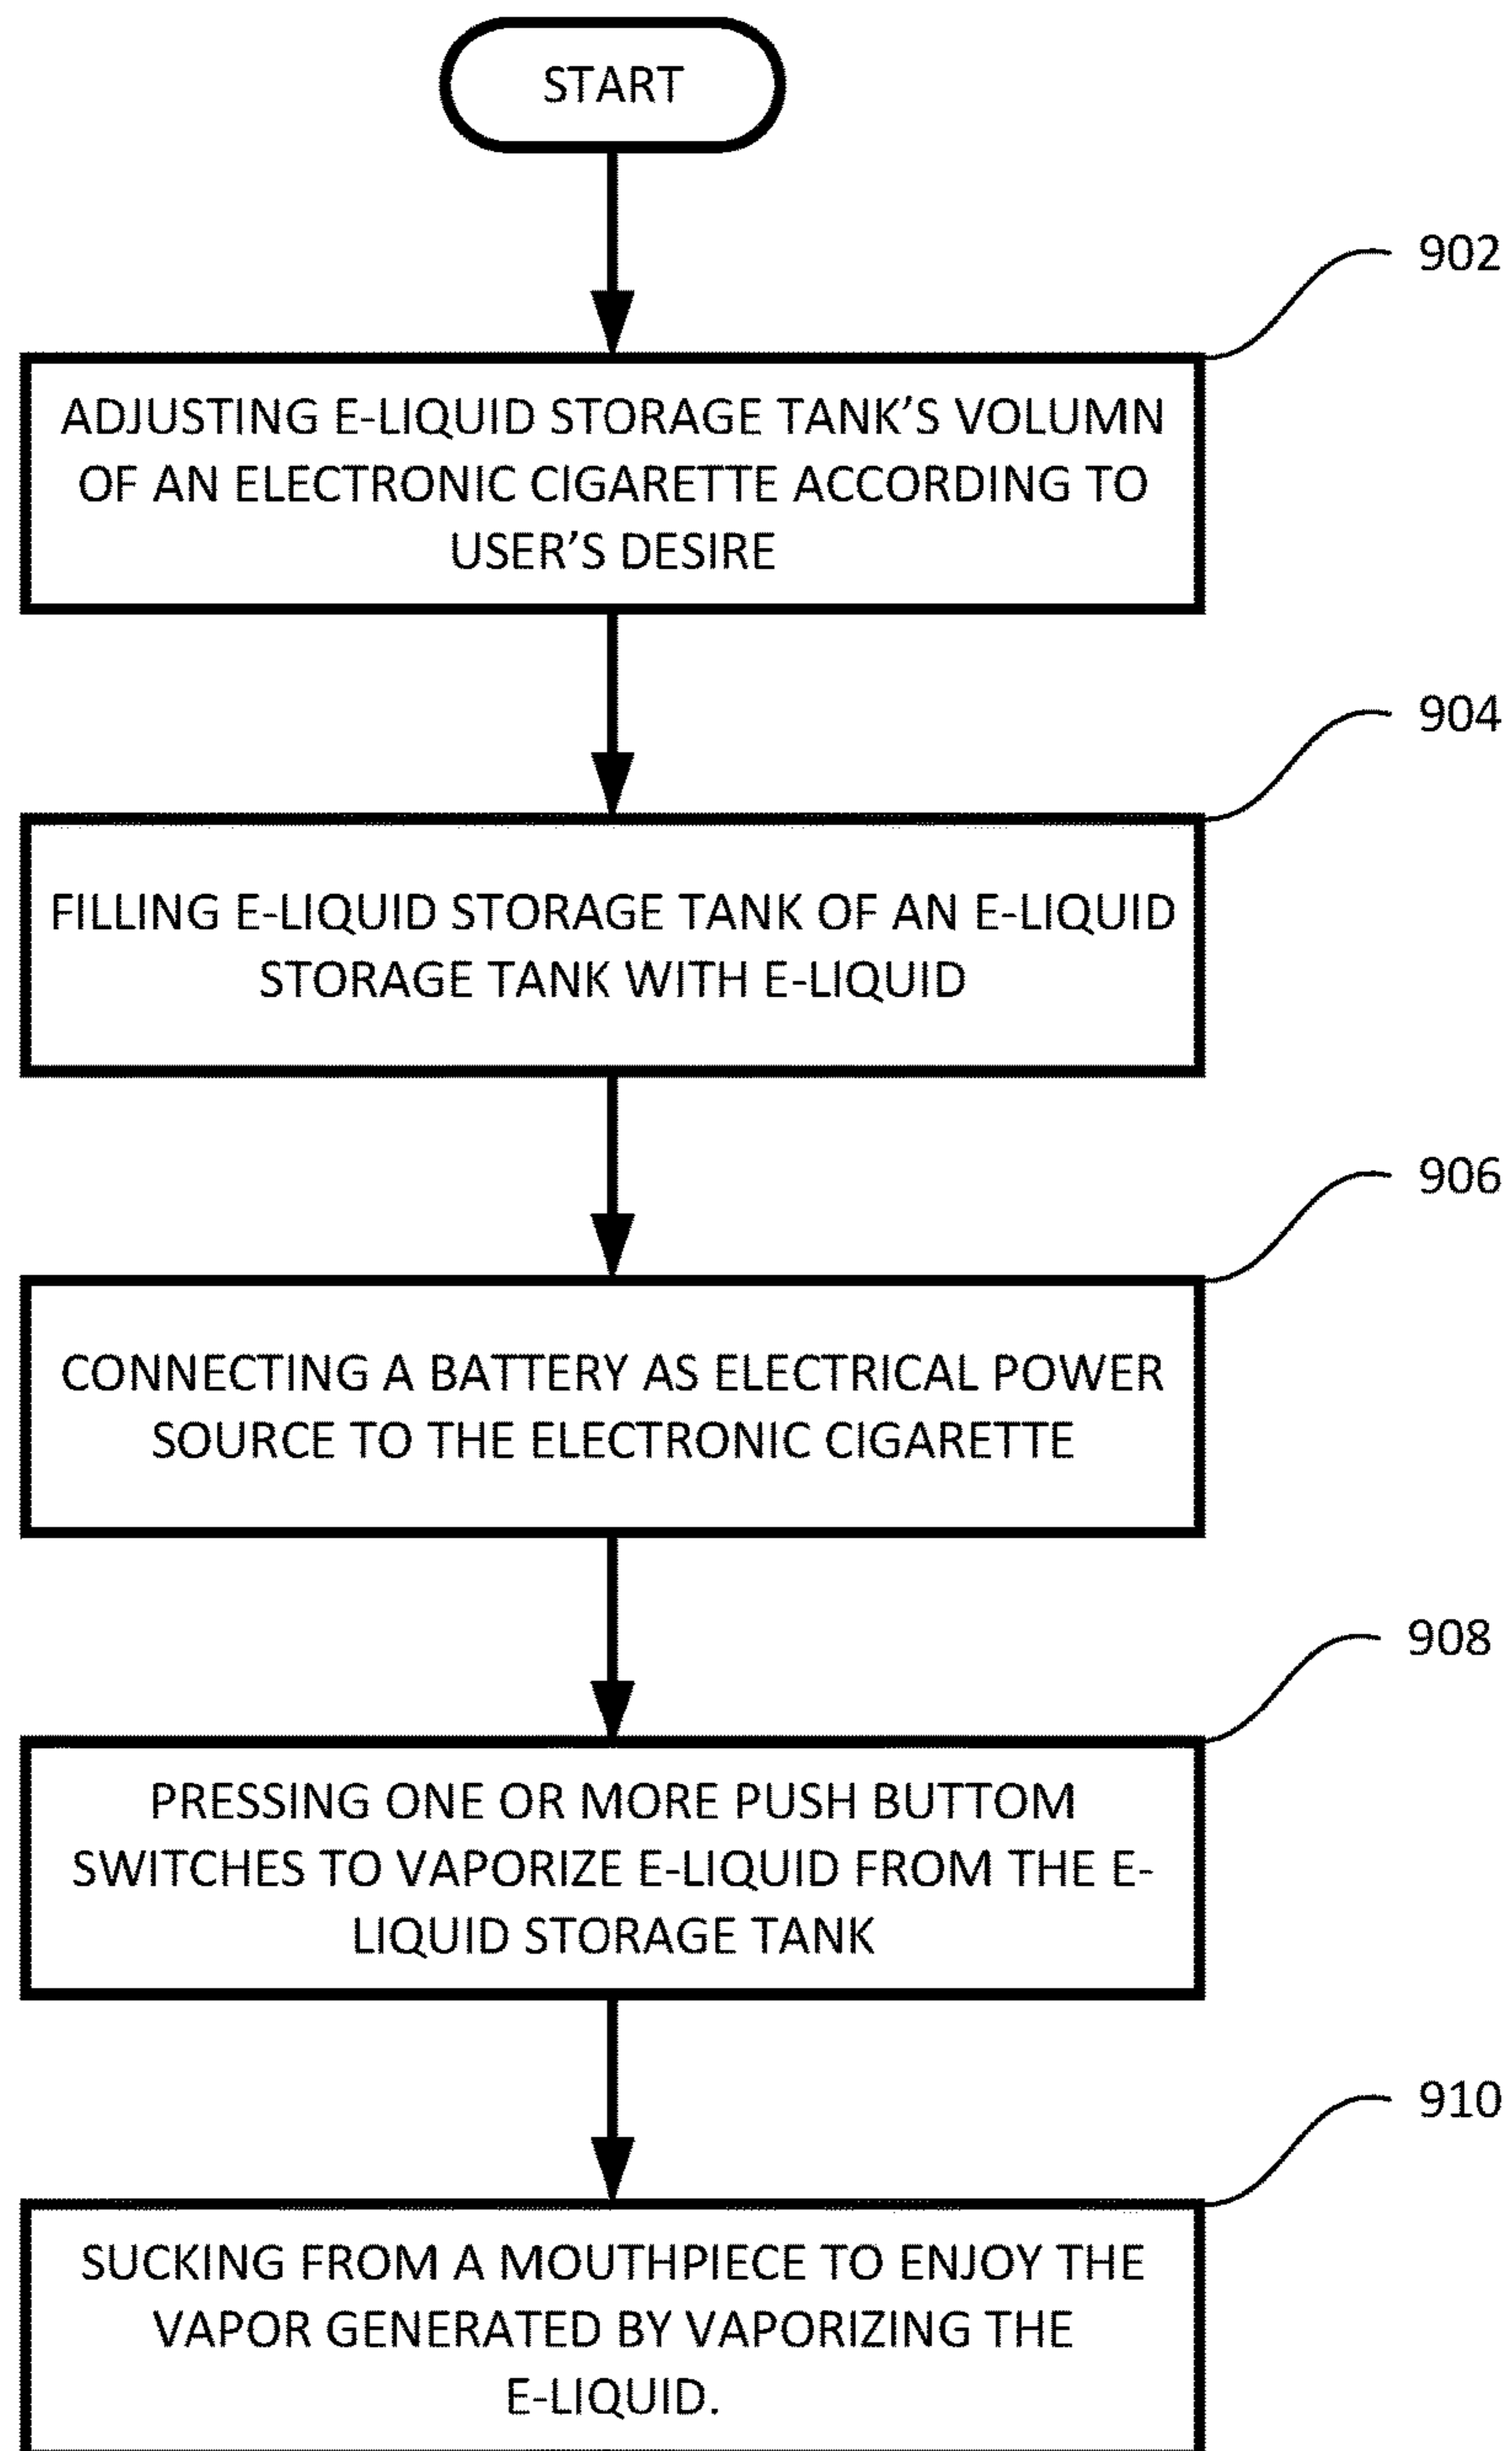 START
902
ADJUSTING E-LIQUID STORAGE TANK'S VOLUMN
OF AN ELECTRONIC CIGARETTE ACCORDING TO
USER'S DESIRE
904
FILLING E-LIQUID STORAGE TANK OF AN E-LIQUID
STORAGE TANK WITH E-LIQUID
906
CONNECTING A BATTERY AS ELECTRICAL POWER
SOURCE TO THE ELECTRONIC CIGARETTE
908
PRESSING ONE OR MORE PUSH BUTTOM
SWITCHES TO VAPORIZE E-LIQUID FROM THE E-
LIQUID STORAGE TANK
910
SUCKING FROM A MOUTHPIECE TO ENJOY THE
VAPOR GENERATED BY VAPORIZING THE
E-LIQUID.